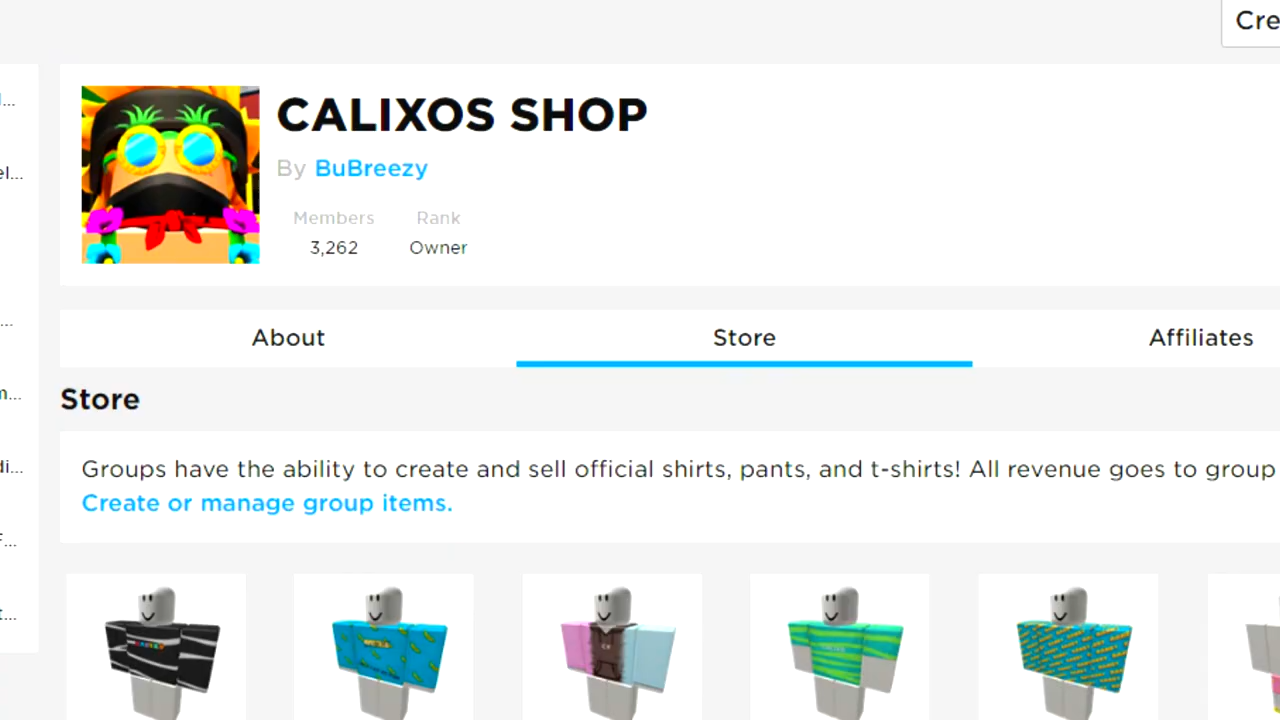 Cre
CALIXOS SHOP
By BuBreezy
Members Rank
3,262 Owner
About Store Affiliates
Store
Groups have the ability to create and sell official shirts, pants, and t-shirts! All revenue goes to group
Create or manage group items.